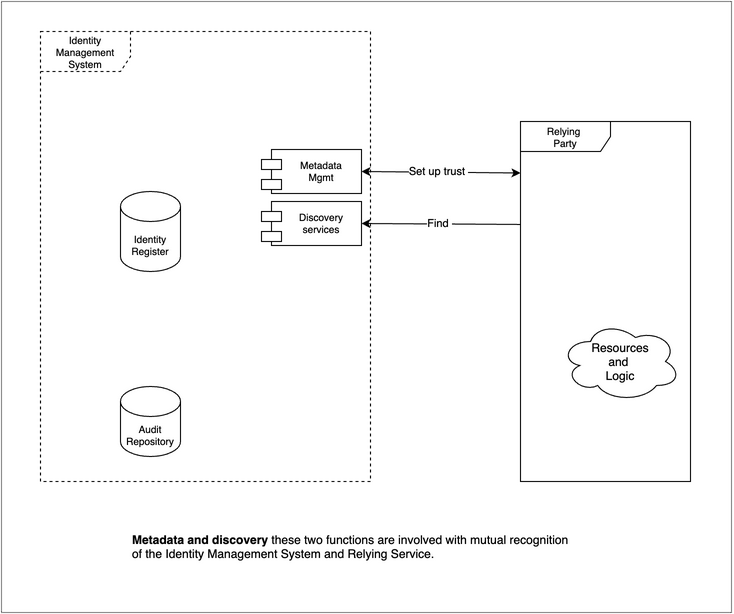 Identity
Management
System
Relying
Party
Metadata
Mgmt
Set up trust
Discovery
services
Find
Identity
Register
Resources
and
Logic
Audit
Repository
Metadata and discovery these two functions are involved with mutual recognition
of the Identity Management System and Relying Service.